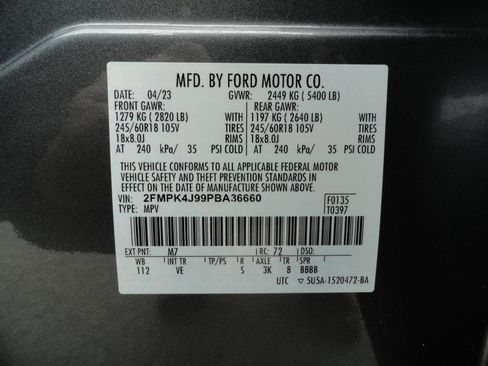 MFD. BY FORD MOTOR CO.
DATE: 04/23 GVWR: 2449 KG ( 5400 LB)
FRONT GAWR: REAR GAWR:
1279 KG ( 2820 LB) WITH 1197 KG ( 2640 LB) WITH
245/60R18 105V TIRES 245/60R18 105V TIRES
18x8.0J RIMS 18x8.0J RIMS
AT 240 kPa/ 35 PSI COLD AT 240 kPa/ 35 PSI COLD
THIS VEHICLE CONFORMS TO ALL APPLICABLE FEDERAL MOTOR
VEHICLE SAFETY AND THEFT PREVENTION STANDARDS IN
EFFECT ON THE DATE OF MANUFACTURE SHOWN ABOVE.
VIN: 2FMPK4J99PBA36660 F0135
TYPE: MPV T0397
EXT PNT: M7 RC: 72 DSO:
WB INT TR TP/PS R AXLE TR SPR
112 VE S 3K 8 BBBB
UTC ▽ 5U5A-1520472-BA